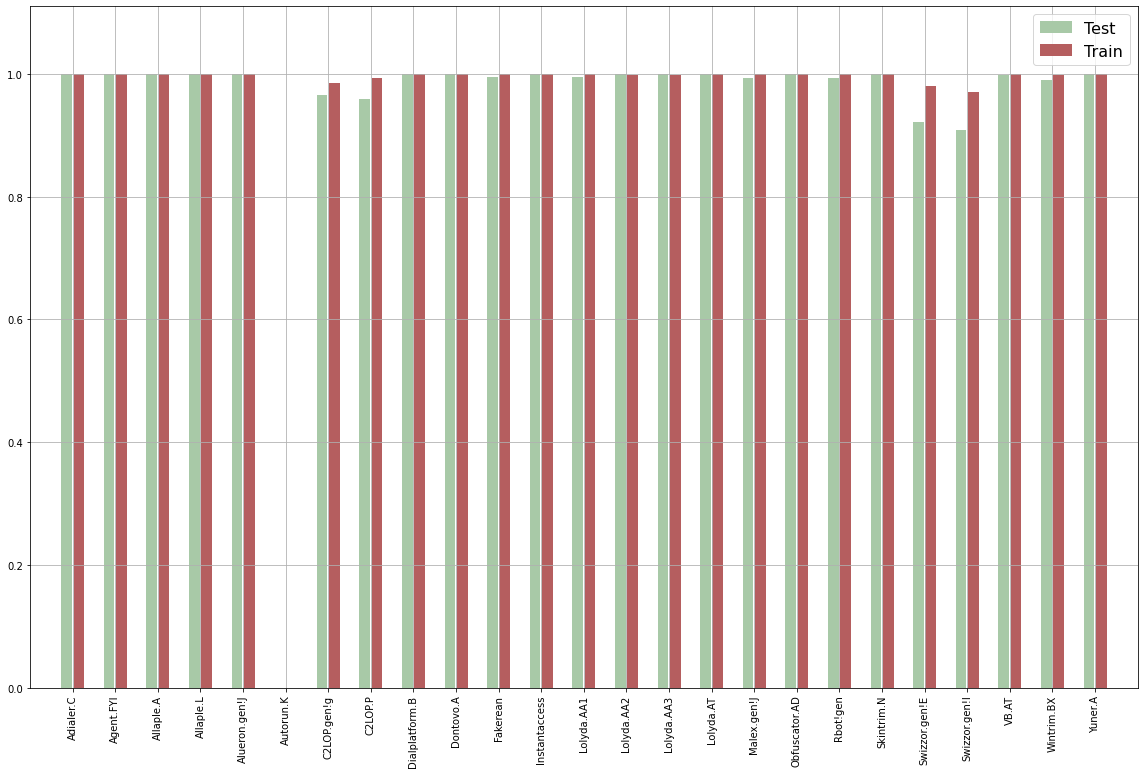 Test
Train
1.0
0.8
0.6
0.4
0.2
0.0
Adialer.C
Agent.FYI
Allaple.A
Allaple.L
Alueron.gen!J
Autorun.K
C2LOP.gen!g
C2LOP.P
Dialplatform.B
Dontovo.A
Fakerean
Instantaccess
Lolyda.AA1
Lolyda.AA2
Lolyda.AA3
Lolyda.AT
Malex.gen!J
Obfuscator.AD
Rbot!gen
Skintrim.N
Swizzor.gen!E
Swizzor.gen!I
VB.AT
Wintrim.BX
Yuner.A